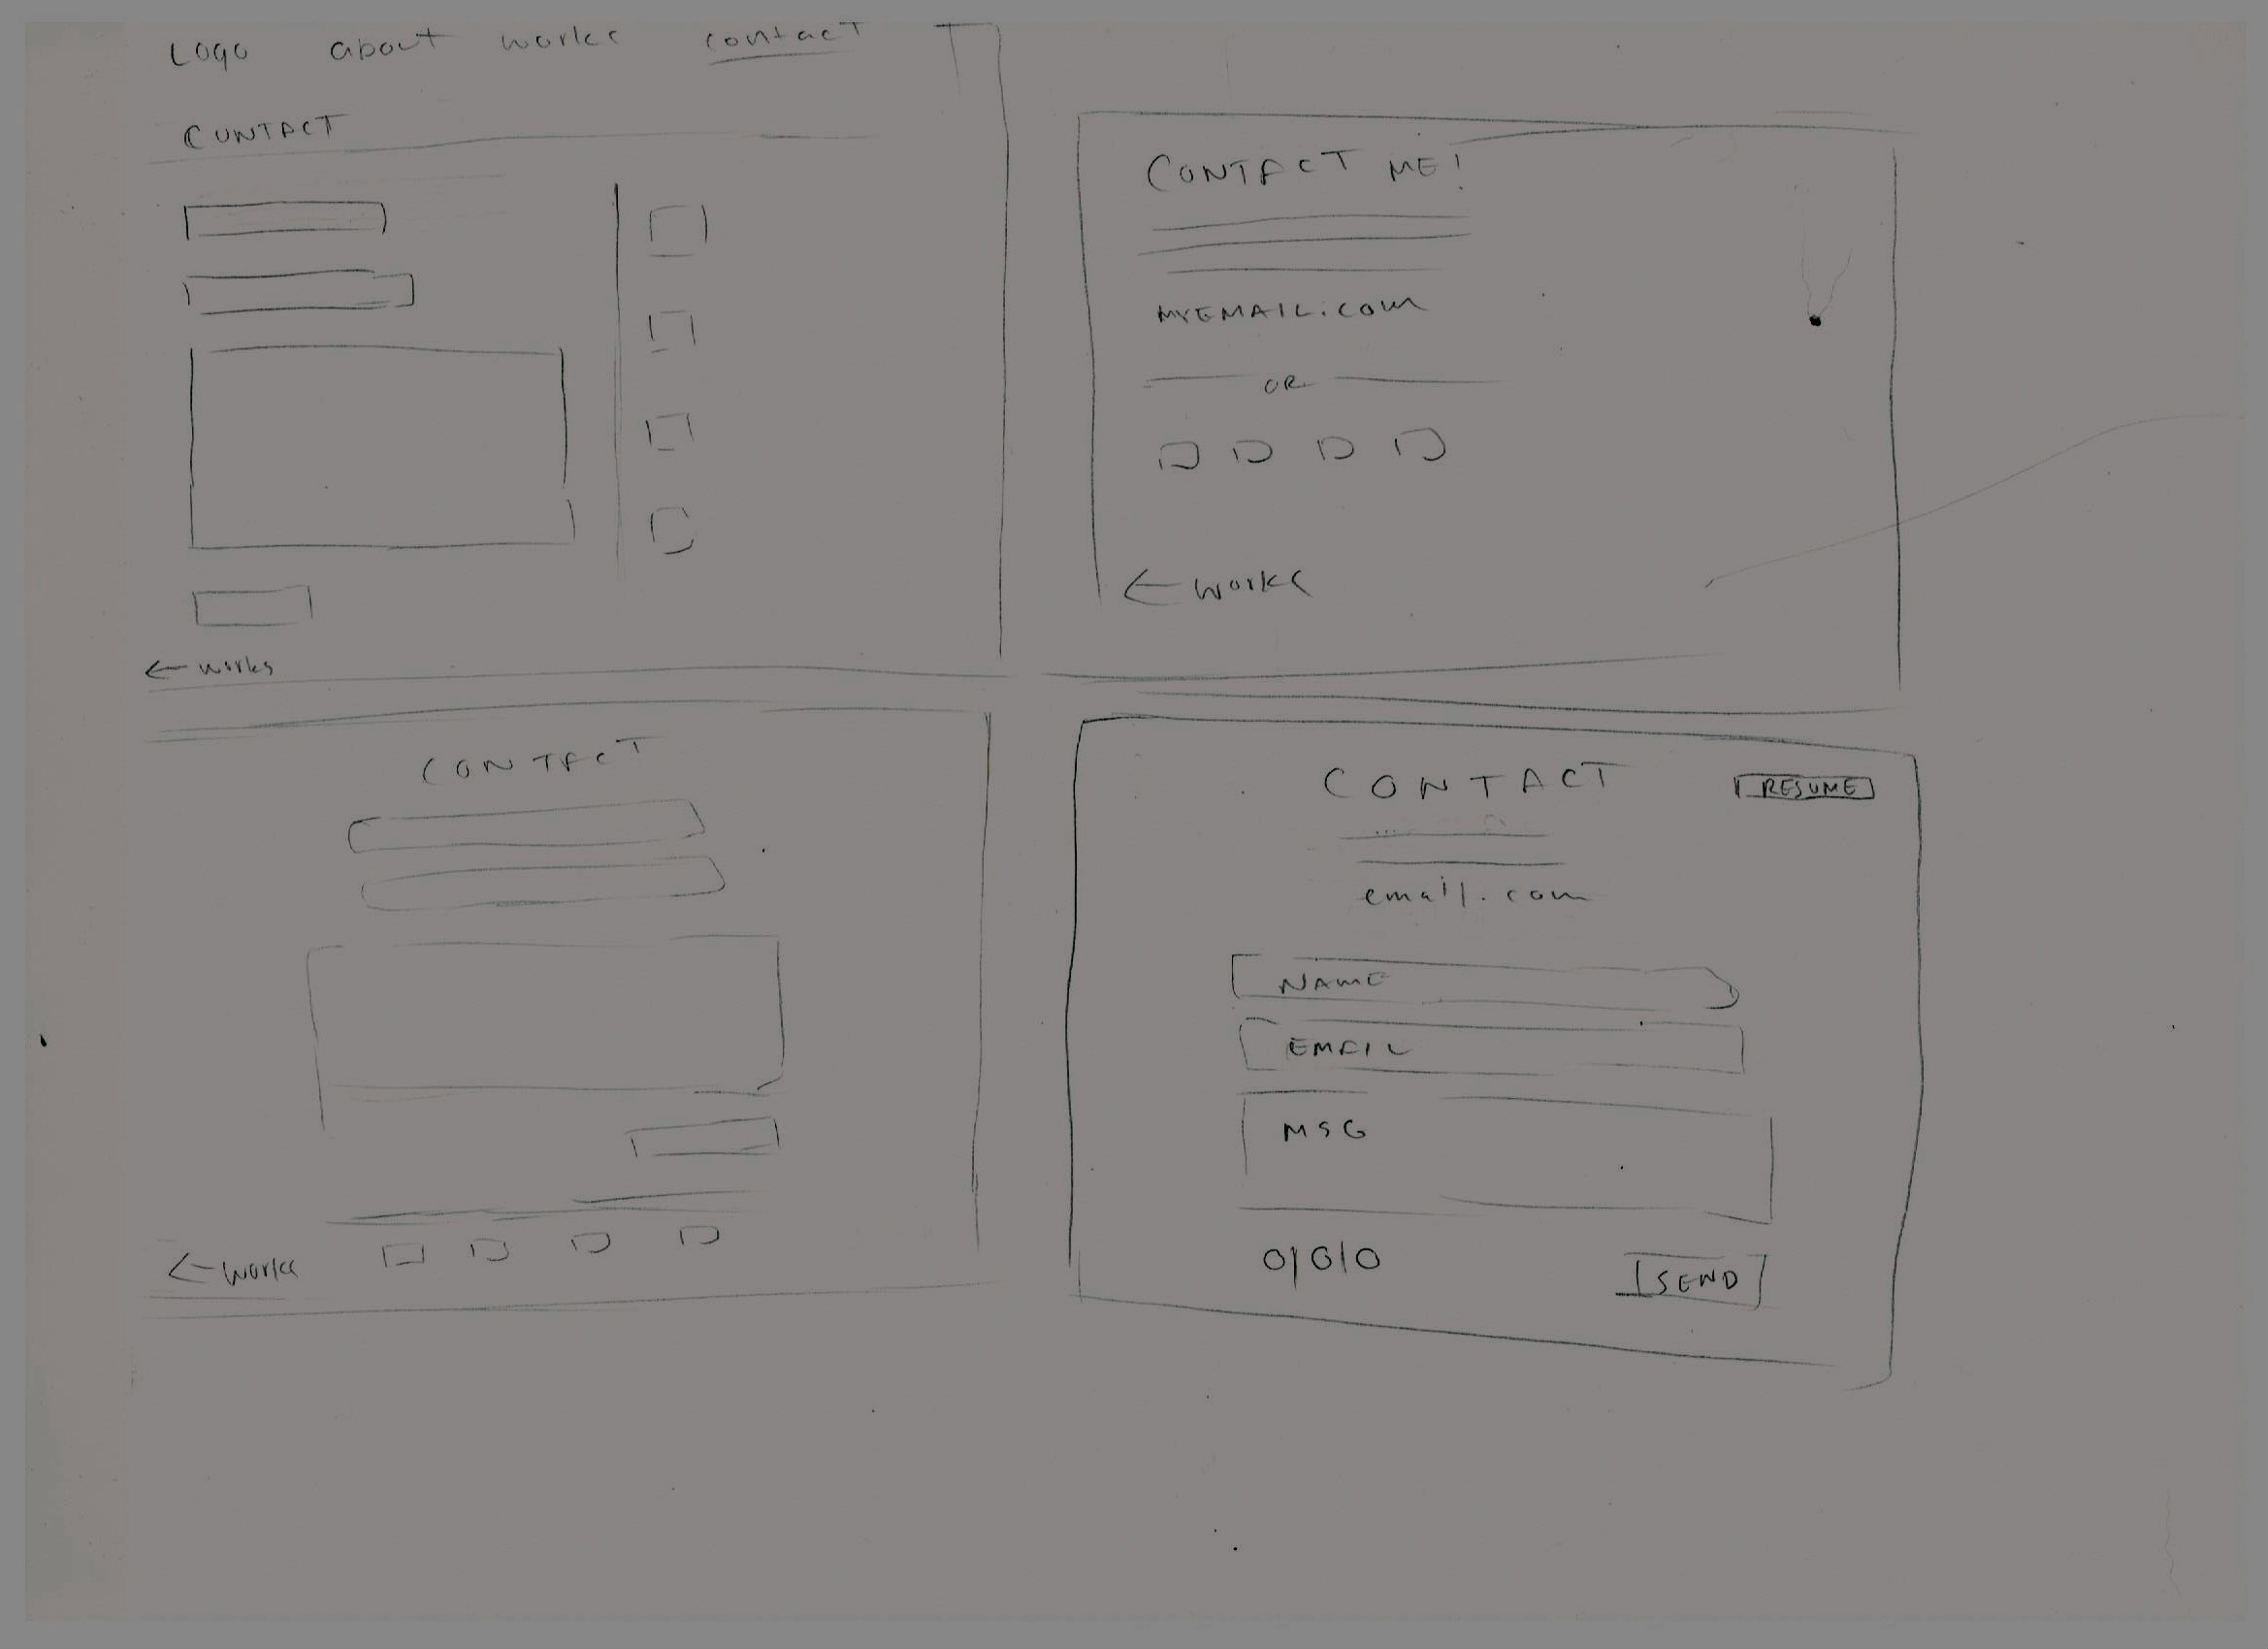 Logo about works contact
CONTACT
← works
CONTACT ME!
MYEMAIL.COM
OR
← works
CONTACT
← works
CONTACT
RESUME
email.com
NAME
EMAIL
MSG
O|O|O
SEND